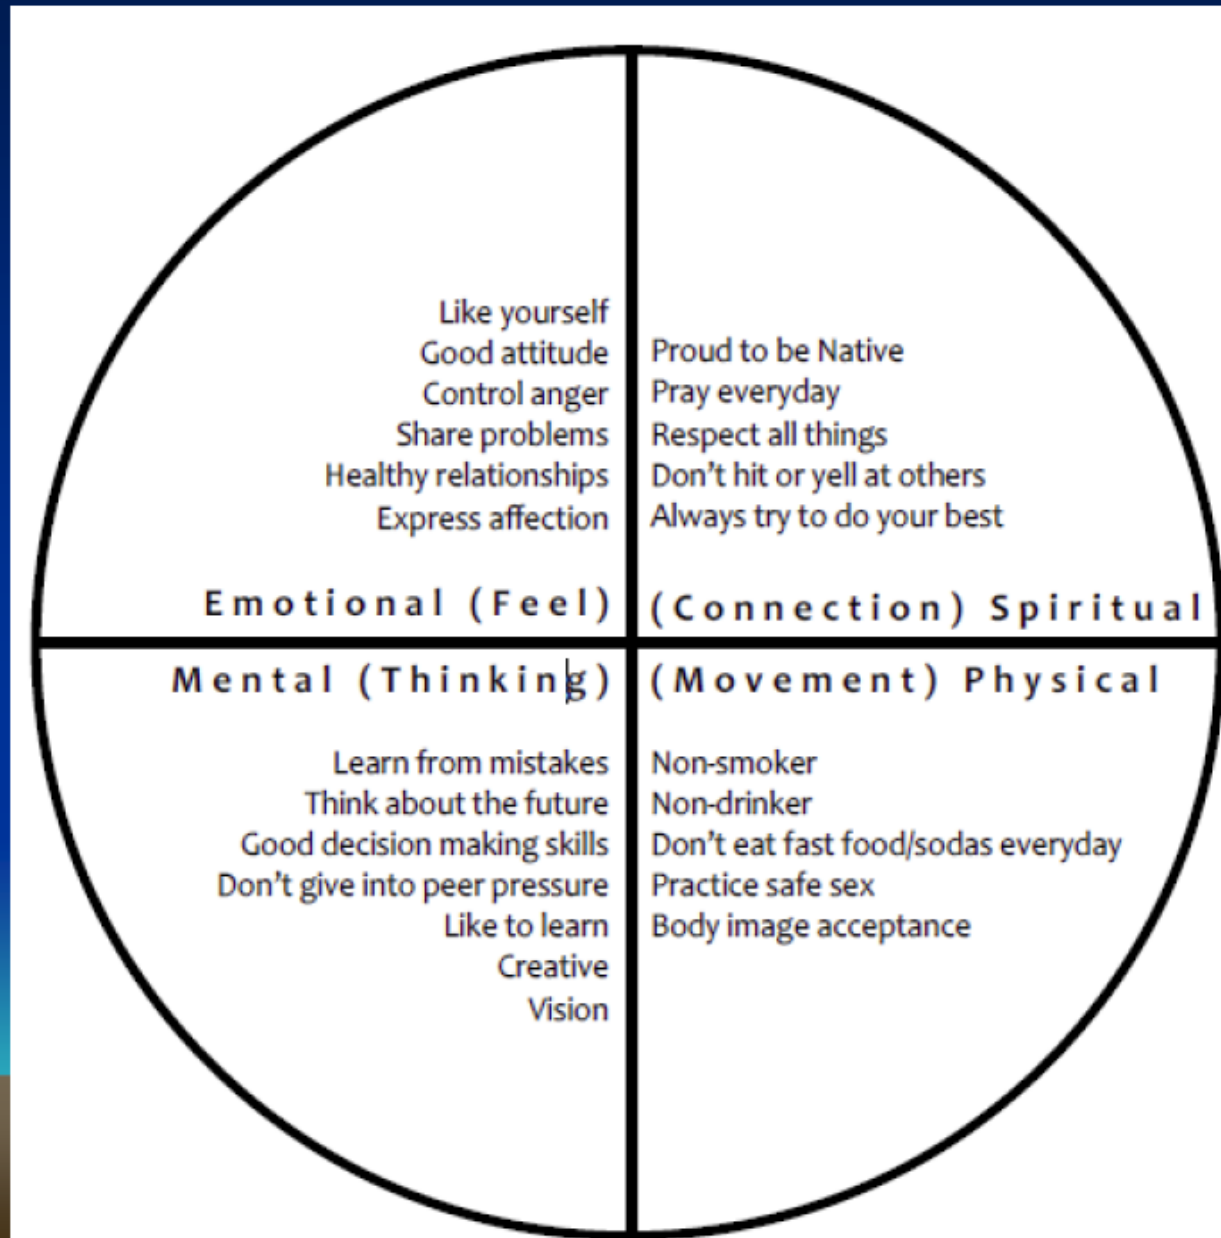 Like yourself
Good attitude
Control anger
Share problems
Healthy relationships
Express affection
Emotional (Feel)
Proud to be Native
Pray everyday
Respect all things
Don't hit or yell at others
Always try to do your best
(Connection) Spiritual
Mental (Thinking)
Learn from mistakes
Think about the future
Good decision making skills
Don't give into peer pressure
Like to learn
Creative
Vision
(Movement) Physical
Non-smoker
Non-drinker
Don't eat fast food/sodas everyday
Practice safe sex
Body image acceptance